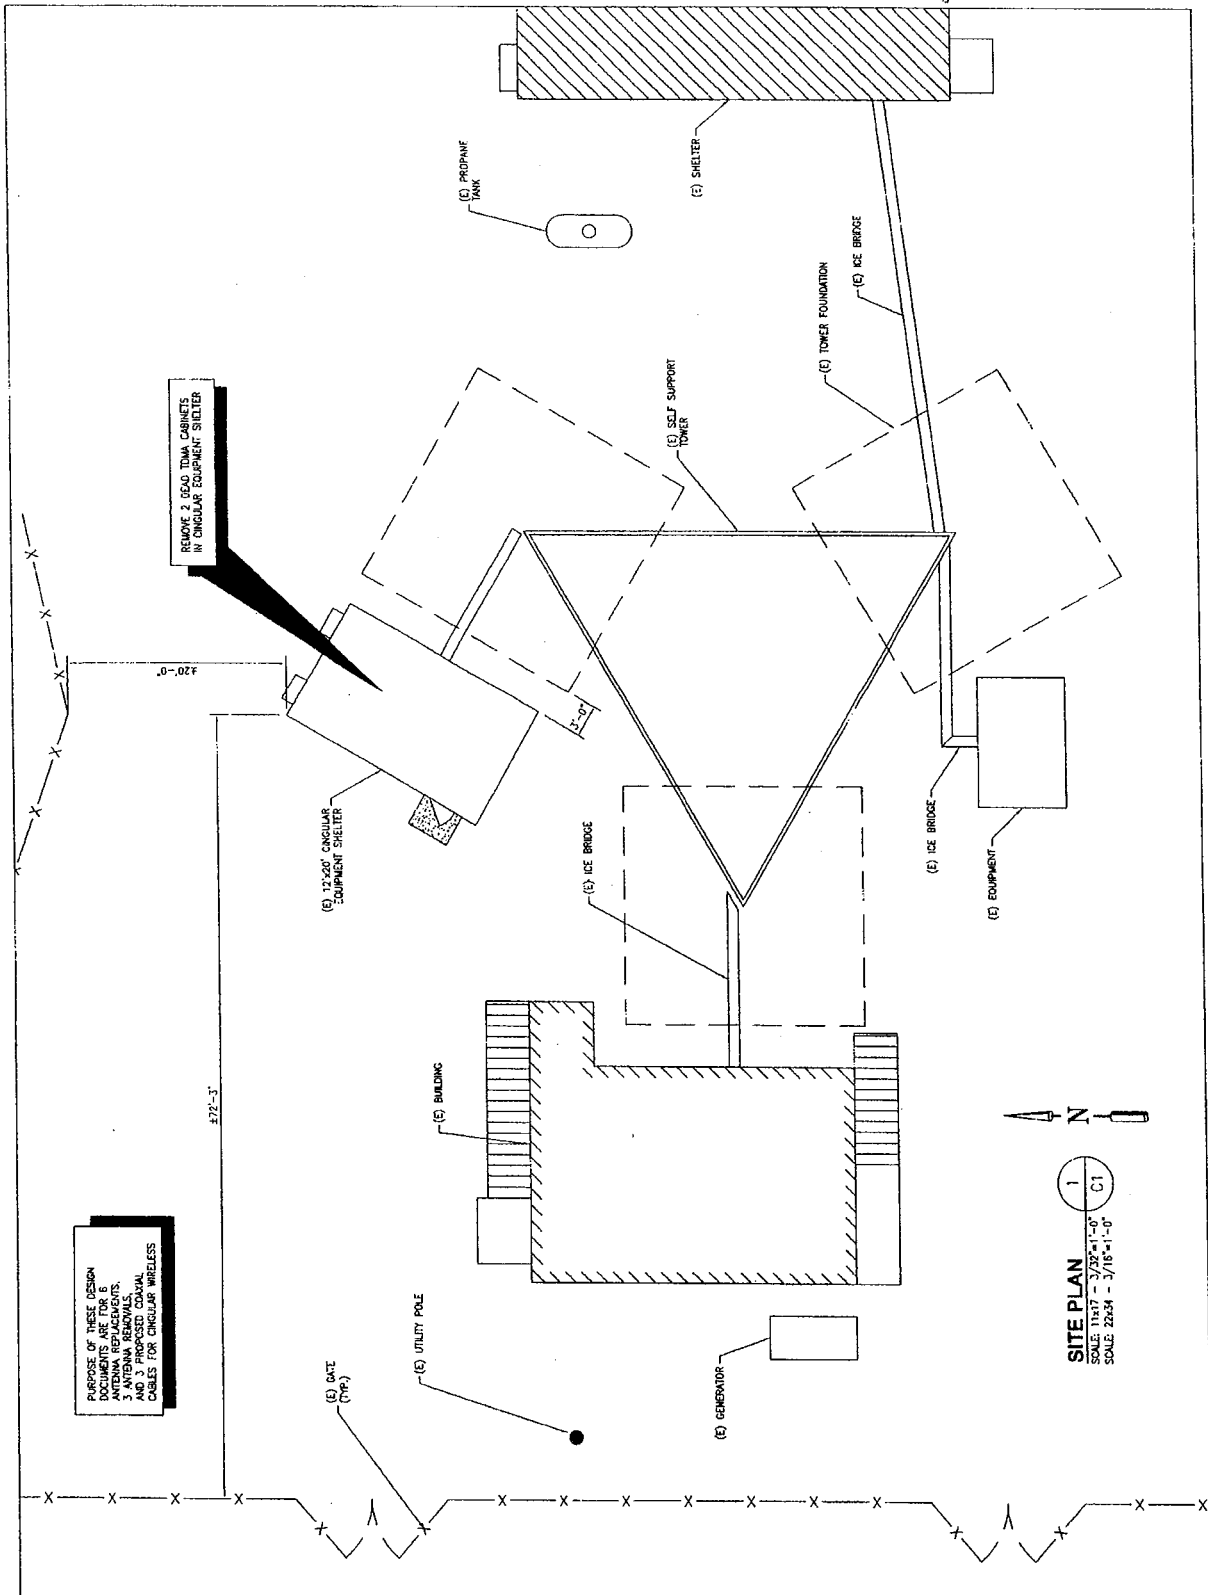 PURPOSE OF THESE DESIGN
DOCUMENTS ARE FOR 6
ANTENNA REPLACEMENTS,
3 ANTENNA REMOVALS,
AND 3 PROPOSED COAXIAL
CABLES FOR CINGULAR WIRELESS
REMOVE 2 DEAD TDMA CABINETS
IN CINGULAR EQUIPMENT SHELTER
±72'-3"
±20'-0"
(E) GATE
(TYP.)
(E) 12'x20' CINGULAR
EQUIPMENT SHELTER
3'-0"
(E) PROPANE
TANK
(E) UTILITY POLE
(E) BUILDING
(E) ICE BRIDGE
(E) SELF SUPPORT
TOWER
(E) SHELTER
(E) GENERATOR
(E) TOWER FOUNDATION
(E) ICE BRIDGE
(E) ICE BRIDGE
(E) EQUIPMENT
N
SITE PLAN
SCALE: 11x17 - 3/32"=1'-0"
SCALE: 22x34 - 3/16"=1'-0"
1
C1
X X X X
X X
X X X X X X X
X X
X X
X X X
X X X